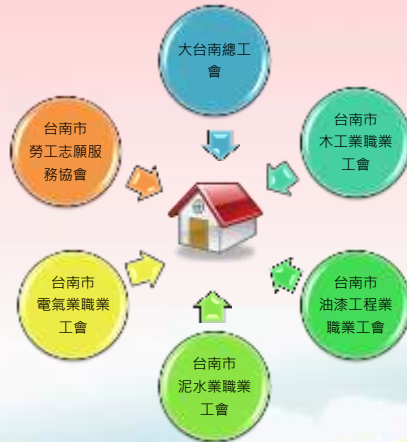 大台南總工
會
台南市
勞工志願服
務協會
台南市
木工業職業
工會
台南市
電氣業職業
工會
台南市
油漆工程業
職業工會
台南市
泥水業職業
工會